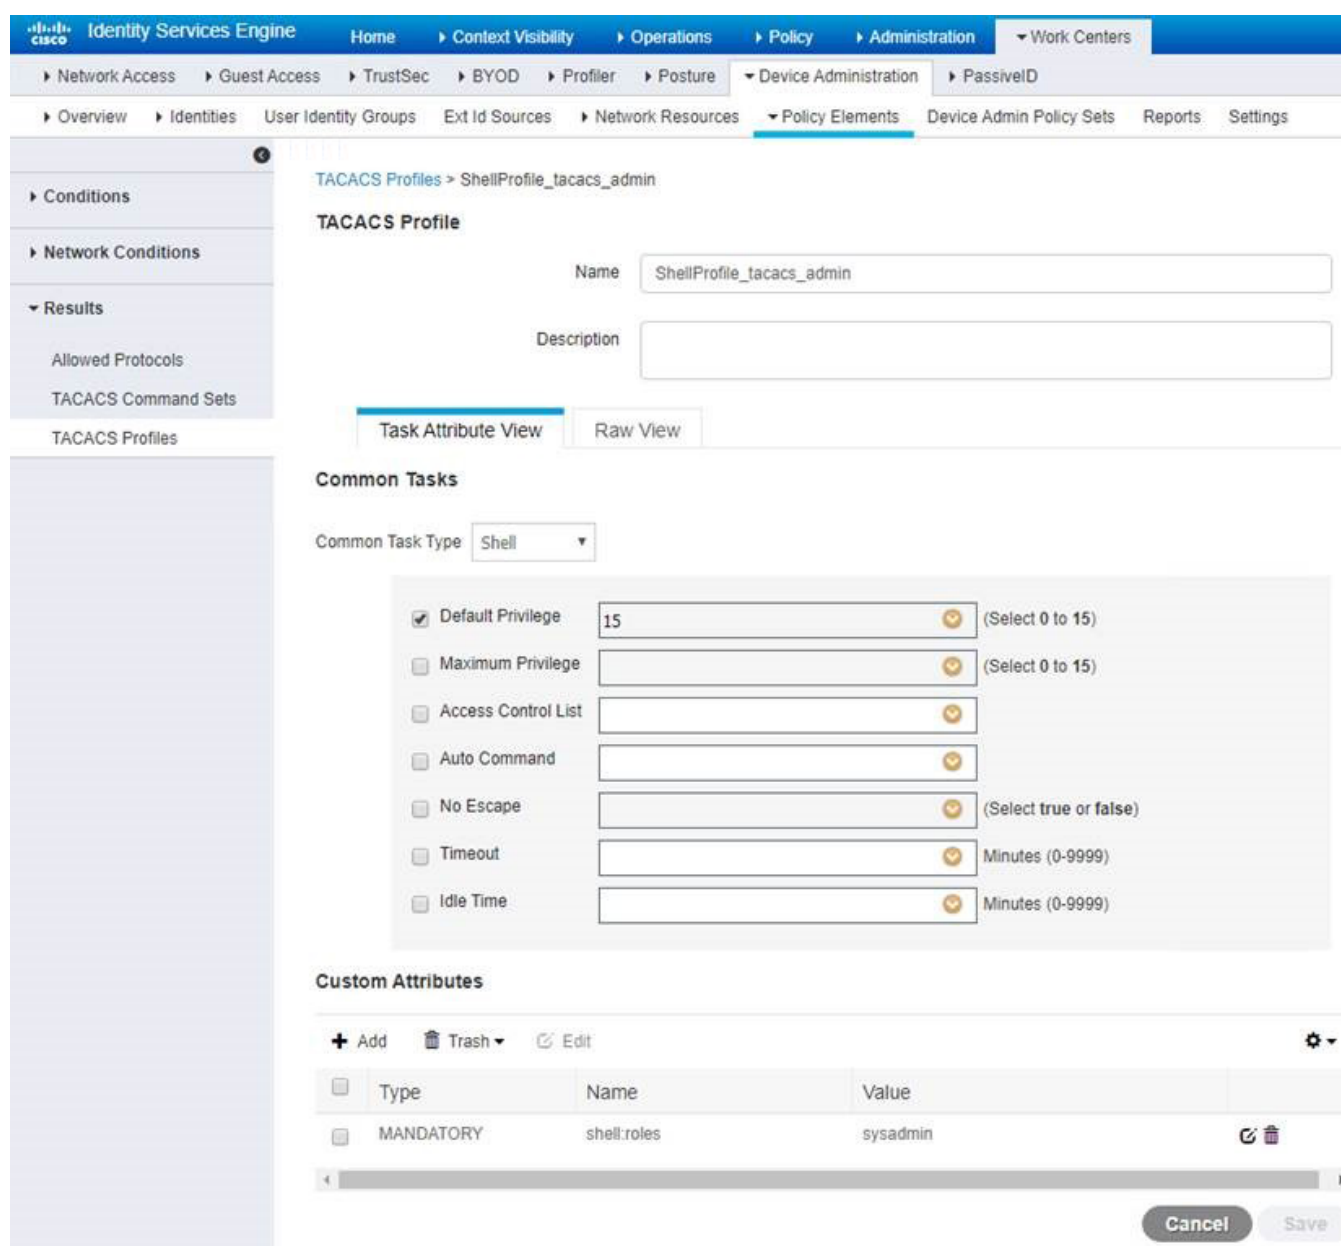 CISCO Identity Services Engine Home Context Visibility Operations Policy Administration Work Centers
Network Access Guest Access TrustSec BYOD Profiler Posture Device Administration PassiveID
Overview Identities User Identity Groups Ext Id Sources Network Resources Policy Elements Device Admin Policy Sets Reports Settings
Conditions
Network Conditions
Results
Allowed Protocols
TACACS Command Sets
TACACS Profiles
TACACS Profiles > ShellProfile_tacacs_admin
TACACS Profile
Name ShellProfile_tacacs_admin
Description
Task Attribute View Raw View
Common Tasks
Common Task Type Shell
Default Privilege 15 (Select 0 to 15)
Maximum Privilege (Select 0 to 15)
Access Control List
Auto Command
No Escape (Select true or false)
Timeout Minutes (0-9999)
Idle Time Minutes (0-9999)
Custom Attributes
Add Trash Edit
Type Name Value
MANDATORY shell:roles sysadmin
Cancel Save